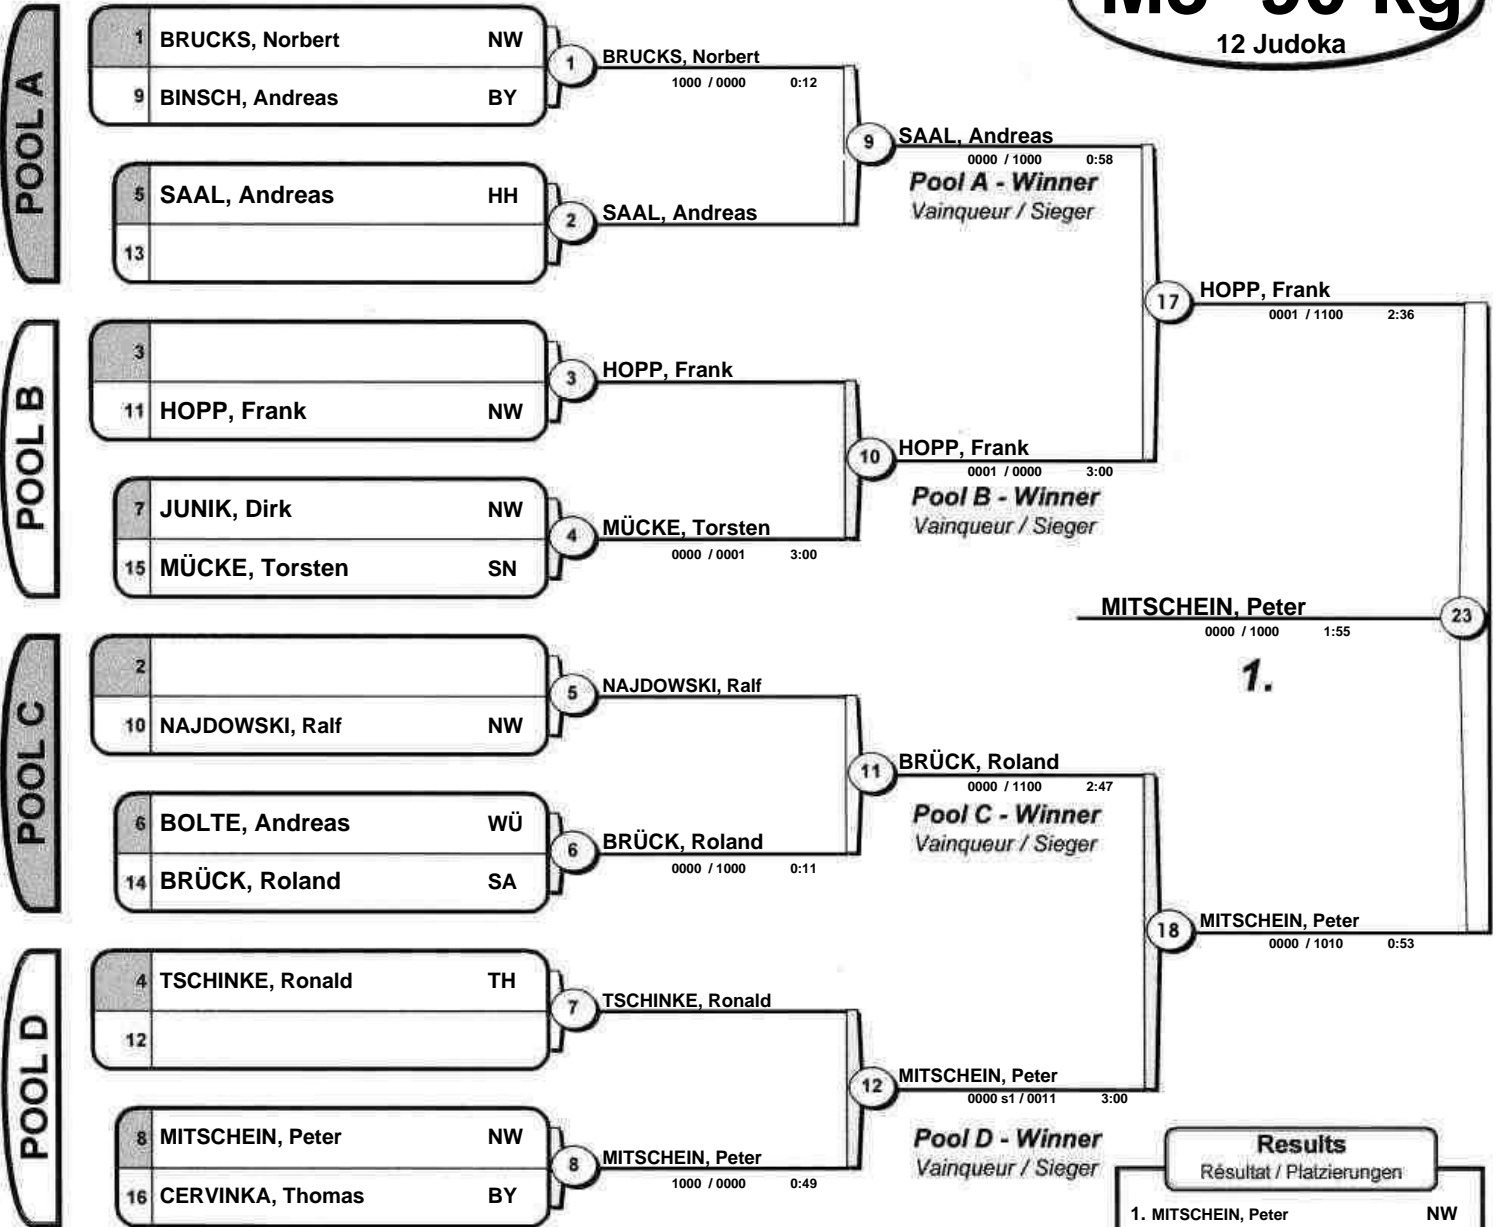 12 Judoka
POOL A
1 BRUCKS, Norbert NW
9 BINSCH, Andreas BY
1
BRUCKS, Norbert
1000 / 0000 0:12
5 SAAL, Andreas HH
13
2
SAAL, Andreas
9
SAAL, Andreas
0000 / 1000 0:58
Pool A - Winner
Vainqueur / Sieger
POOL B
3
11 HOPP, Frank NW
3
HOPP, Frank
7 JUNIK, Dirk NW
15 MÜCKE, Torsten SN
4
MÜCKE, Torsten
0000 / 0001 3:00
10
HOPP, Frank
0001 / 0000 3:00
Pool B - Winner
Vainqueur / Sieger
17
HOPP, Frank
0001 / 1100 2:36
POOL C
2
10 NAJDOWSKI, Ralf NW
5
NAJDOWSKI, Ralf
6 BOLTE, Andreas WÜ
14 BRÜCK, Roland SA
6
BRÜCK, Roland
0000 / 1000 0:11
11
BRÜCK, Roland
0000 / 1100 2:47
Pool C - Winner
Vainqueur / Sieger
POOL D
4 TSCHINKE, Ronald TH
12
7
TSCHINKE, Ronald
8 MITSCHEIN, Peter NW
16 CERVINKA, Thomas BY
8
MITSCHEIN, Peter
1000 / 0000 0:49
12
MITSCHEIN, Peter
0000 s1 / 0011 3:00
Pool D - Winner
Vainqueur / Sieger
18
MITSCHEIN, Peter
0000 / 1010 0:53
MITSCHEIN, Peter
0000 / 1000 1:55
23
1.
Results
Résultat / Platzierungen
1. MITSCHEIN, Peter NW